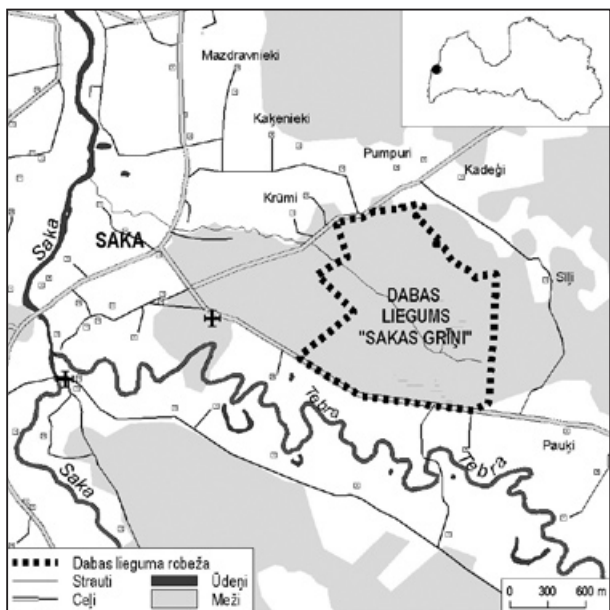 Mazdravnieki
Kaķenieki
Pumpuri
Kadeģi
Krūmi
Saka
SAKA
Sīļi
DABAS
LIEGUMS
"SAKAS GRĪŅI"
Tebra
Tebra
Pauķi
Saka
Dabas lieguma robeža
Strauti
Ūdeņi
Ceļi
Meži
0 300 600 m